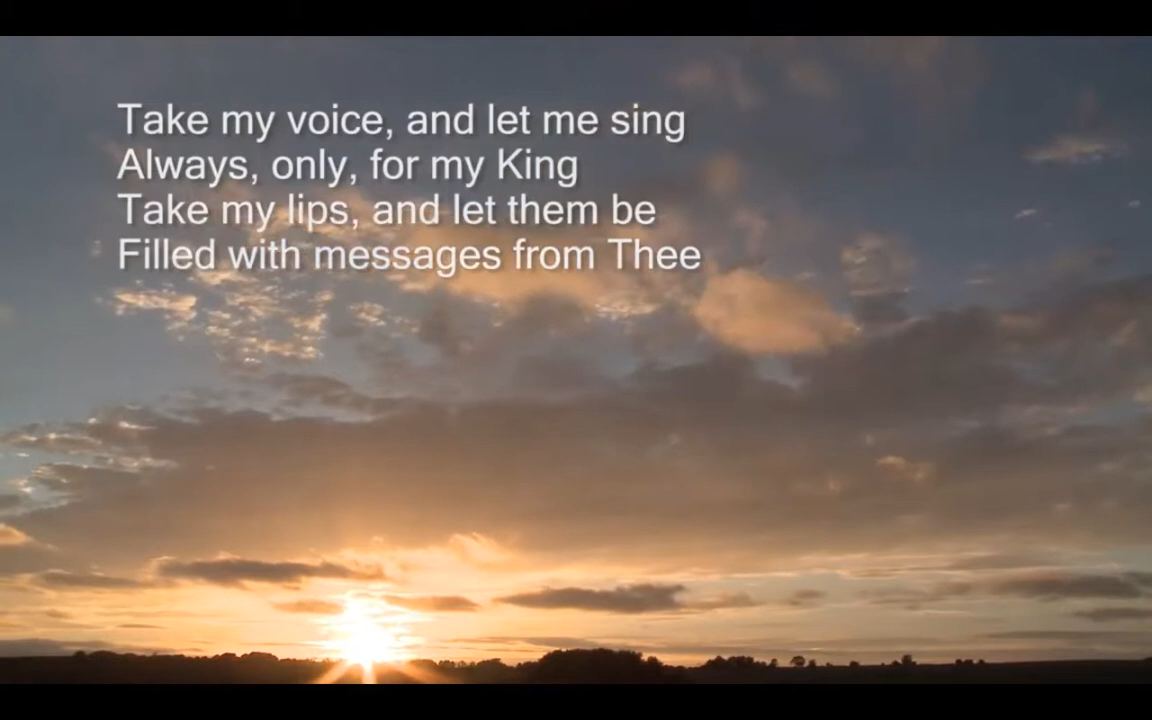 Take my voice, and let me sing
Always, only, for my King
Take my lips, and let them be
Filled with messages from Thee